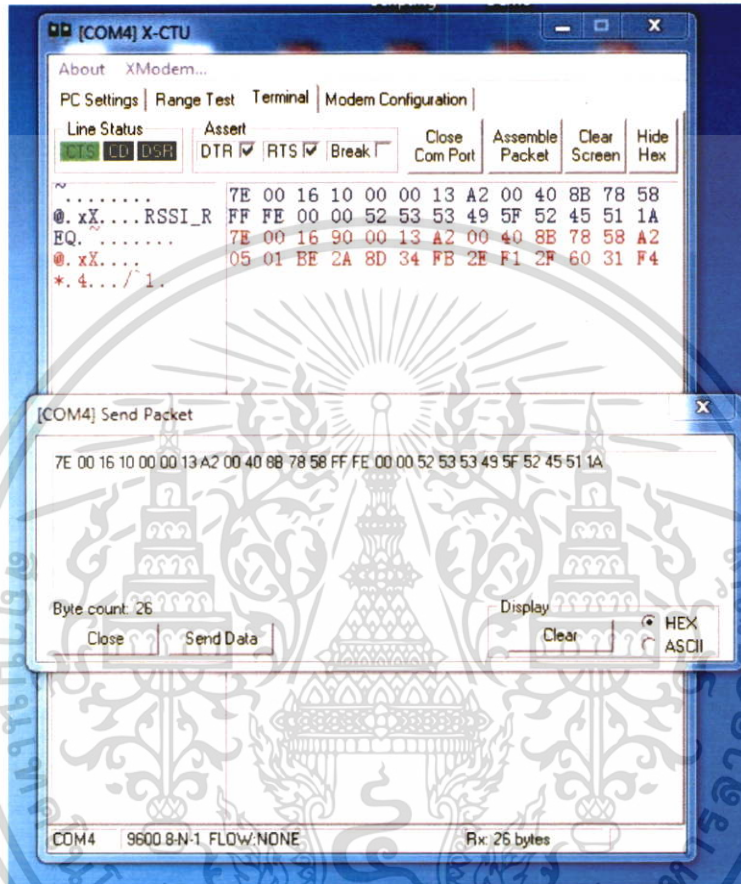 [COM4] X-CTU
About XModem...
PC Settings Range Test Terminal Modem Configuration
Line Status Assert
CTS CD DSR DTR RTS Break Close Com Port Assemble Packet Clear Screen Hide Hex
~........ 7E 00 16 10 00 00 13 A2 00 40 8B 78 58
@.xX....RSSI_R FF FE 00 00 52 53 53 49 5F 52 45 51 1A
EQ.~....... 7E 00 16 90 00 13 A2 00 40 8B 78 58 A2
@.xX.... 05 01 BE 2A 8D 34 FB 2E F1 2F 60 31 F4
*.4.../`1.
[COM4] Send Packet
7E 00 16 10 00 00 13 A2 00 40 8B 78 58 FF FE 00 00 52 53 53 49 5F 52 45 51 1A
Byte count: 26 Display
Close Send Data Clear HEX
ASCII
COM4 9600 8-N-1 FLOW:NONE Rx: 26 bytes